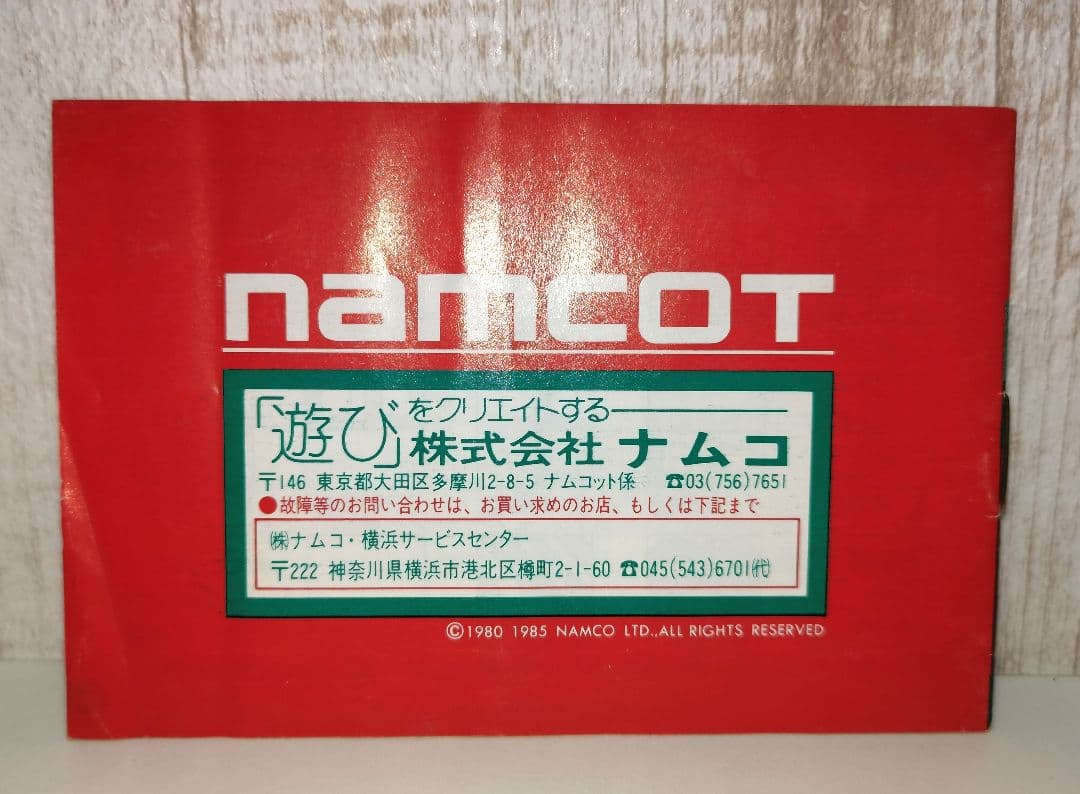 namcoT
「遊び」をクリエイトする──
株式会社 ナムコ
〒146 東京都大田区多摩川2-8-5 ナムコット係 ☎03(756)7651
●故障等のお問い合わせは、お買い求めのお店、もしくは下記まで
㈱ナムコ・横浜サービスセンター
〒222 神奈川県横浜市港北区樽町2-1-60 ☎045(543)6701㈹
©1980 1985 NAMCO LTD.,ALL RIGHTS RESERVED